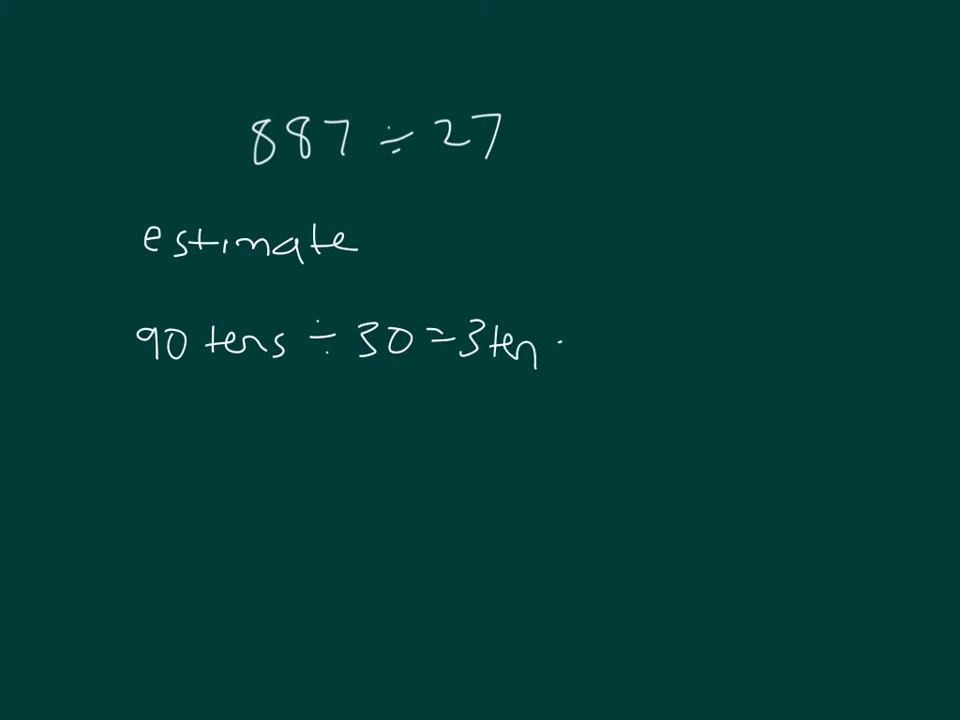 887 ÷ 27
estimate
90 tens ÷ 30 = 3 ten